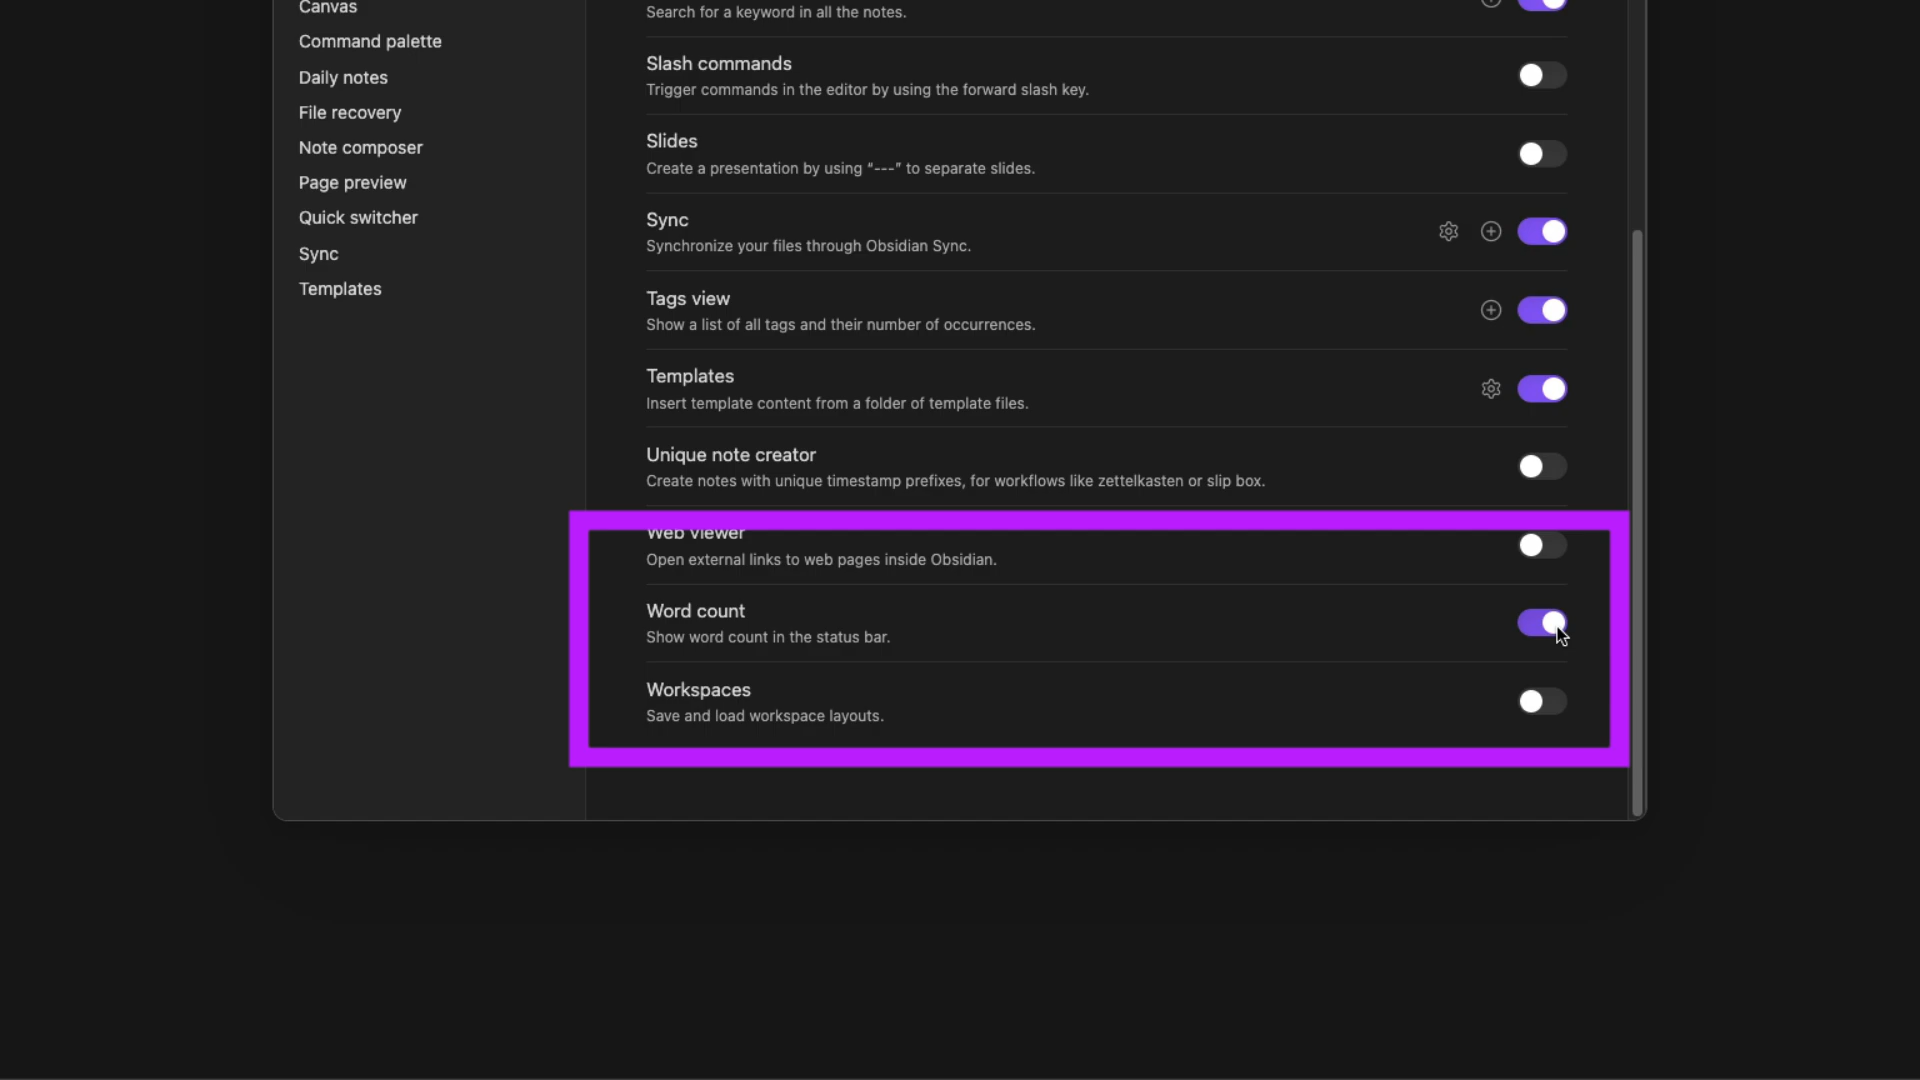 Canvas
Command palette
Daily notes
File recovery
Note composer
Page preview
Quick switcher
Sync
Templates
Search for a keyword in all the notes.
Slash commands
Trigger commands in the editor by using the forward slash key.
Slides
Create a presentation by using “---” to separate slides.
Sync
Synchronize your files through Obsidian Sync.
Tags view
Show a list of all tags and their number of occurrences.
Templates
Insert template content from a folder of template files.
Unique note creator
Create notes with unique timestamp prefixes, for workflows like zettelkasten or slip box.
Web viewer
Open external links to web pages inside Obsidian.
Word count
Show word count in the status bar.
Workspaces
Save and load workspace layouts.